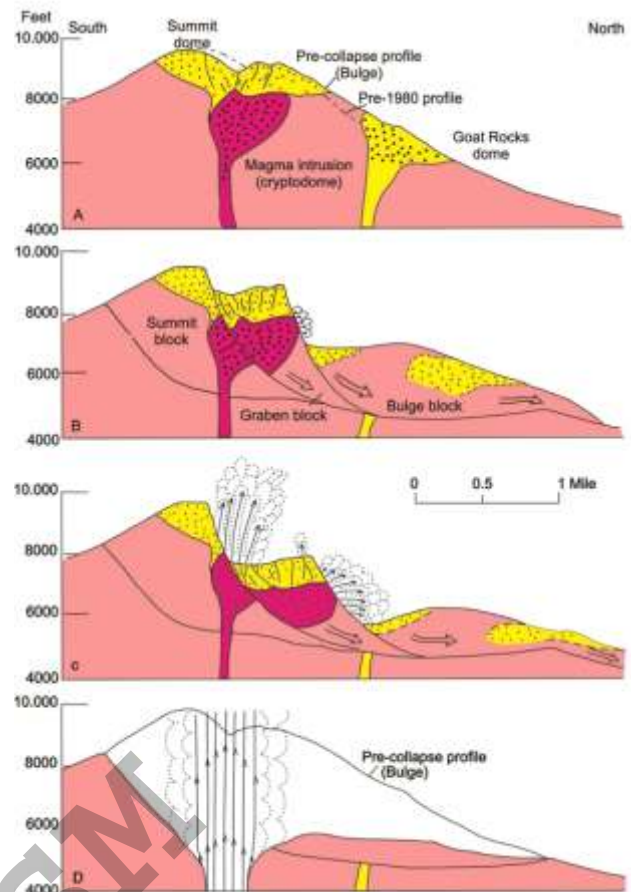 Feet
South
North
10.000
Summit
dome
Pre-collapse profile
(Bulge)
8000
Pre-1980 profile
Goat Rocks
dome
6000
Magma intrusion
(cryptodome)
A
4000
10.000
8000
Summit
block
6000
Graben block
Bulge block
B
4000
10.000
0 0.5 1 Mile
8000
6000
c
4000
10.000
Pre-collapse profile
(Bulge)
8000
6000
D
4000